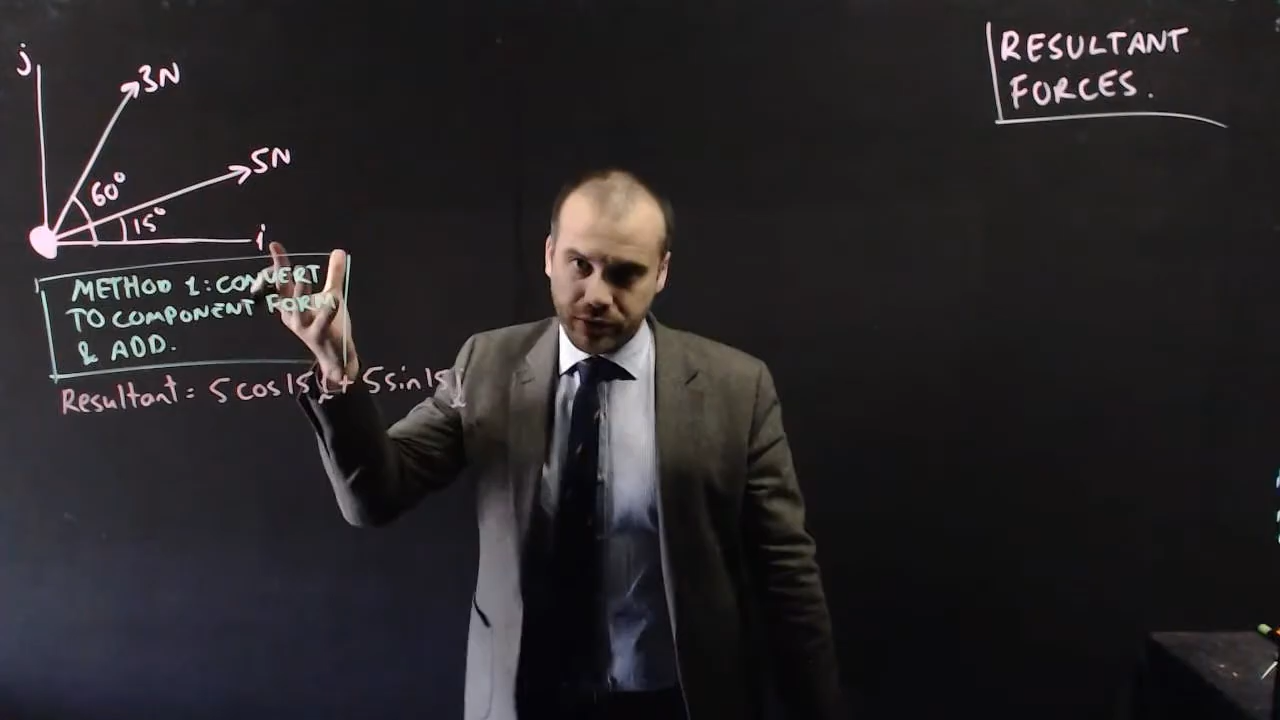 RESULTANT
FORCES.
j
3N
5N
60°
15°
i
METHOD 1: CONVERT
TO COMPONENT FORM
& ADD.
Resultant = 5cos15 i + 5sin15 j